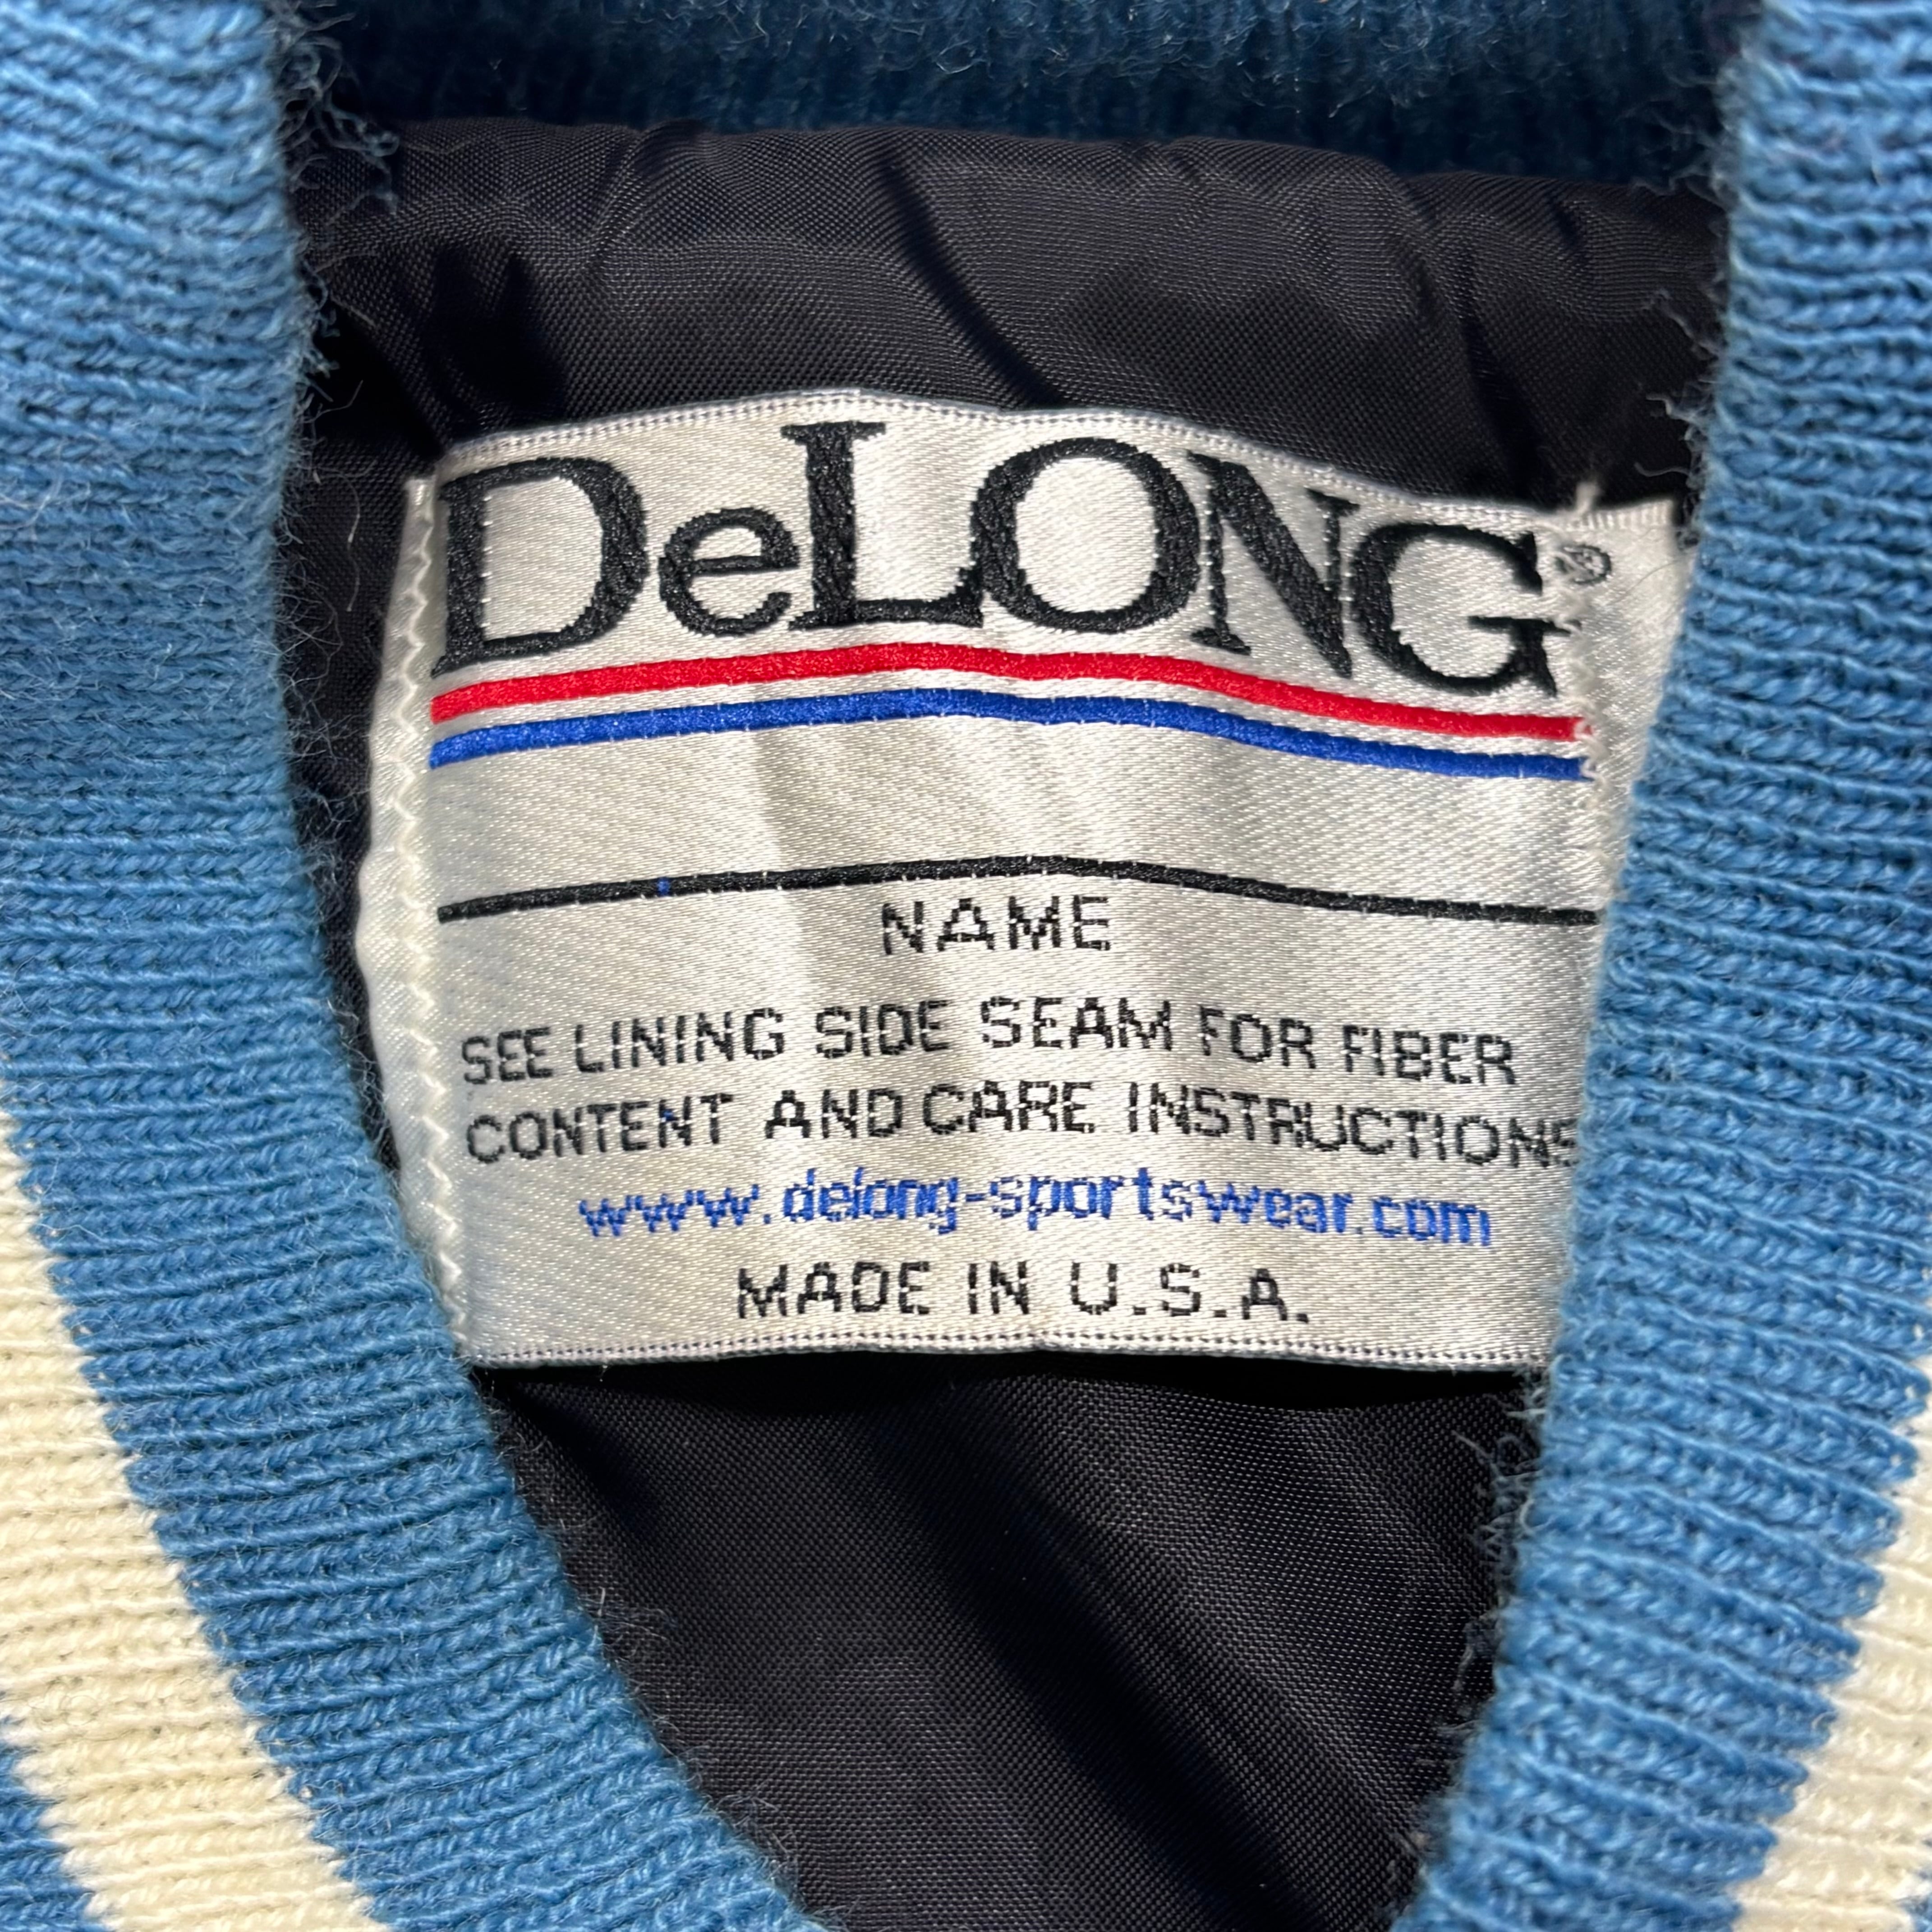 DeLONG®
NAME
SEE LINING SIDE SEAM FOR FIBER
CONTENT AND CARE INSTRUCTIONS
www.delong-sportswear.com
MADE IN U.S.A.